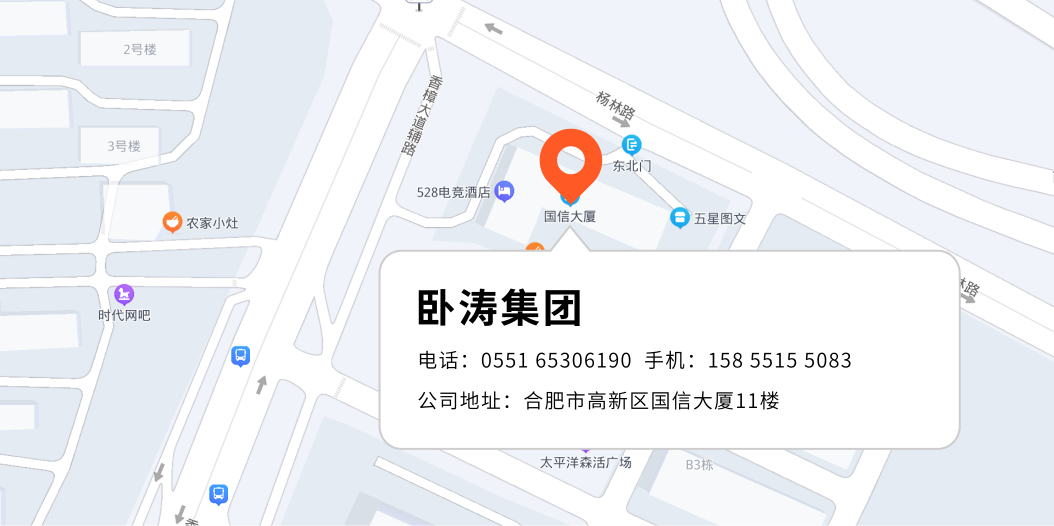 2号楼
3号楼
香樟大道辅路
杨林路
东北门
528电竞酒店
国信大厦
五星图文
农家小灶
时代网吧
林路
卧涛集团
电话：0551 65306190 手机：158 5515 5083
公司地址：合肥市高新区国信大厦11楼
太平洋森活广场
B3栋
香